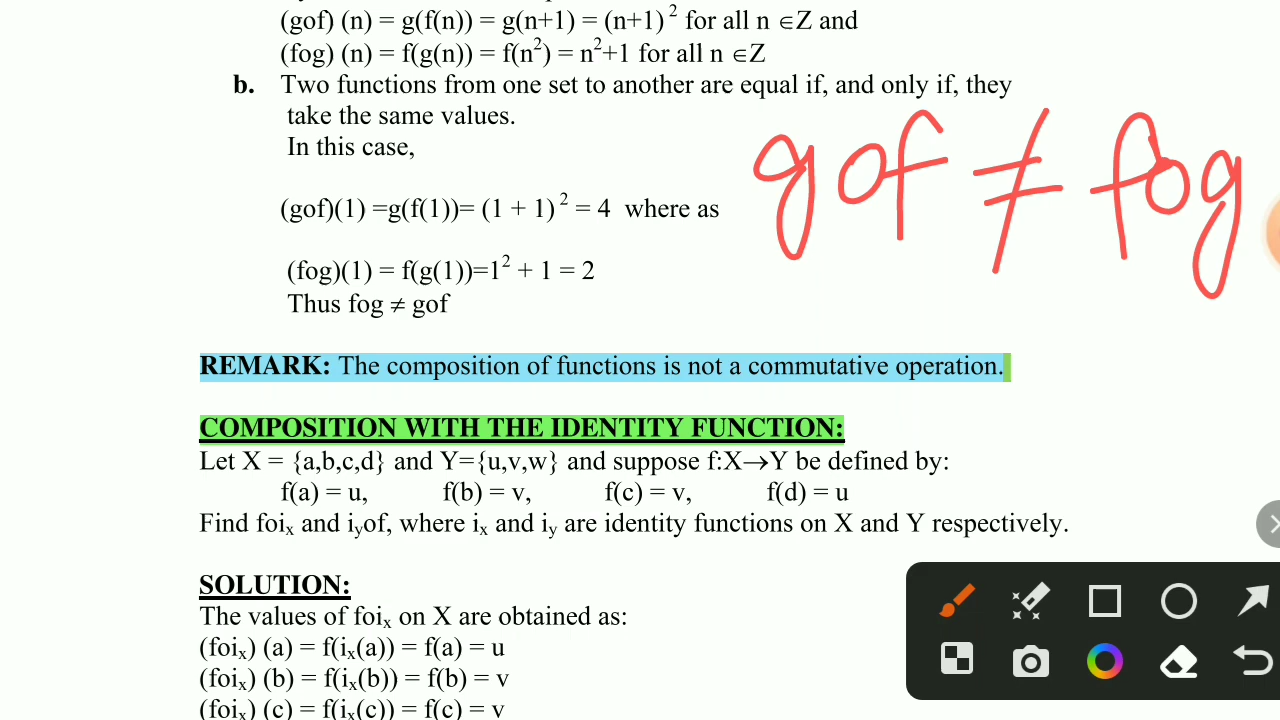 (gof) (n) = g(f(n)) = g(n+1) = (n+1)² for all n ∈Z and
(fog) (n) = f(g(n)) = f(n²) = n²+1 for all n ∈Z
b. Two functions from one set to another are equal if, and only if, they
take the same values.
In this case,
gof ≠ fog
(gof)(1) =g(f(1))= (1 + 1)² = 4 where as
(fog)(1) = f(g(1))=1² + 1 = 2
Thus fog ≠ gof
REMARK: The composition of functions is not a commutative operation.
COMPOSITION WITH THE IDENTITY FUNCTION:
Let X = {a,b,c,d} and Y={u,v,w} and suppose f:X→Y be defined by:
f(a) = u, f(b) = v, f(c) = v, f(d) = u
Find foiₓ and iᵧof, where iₓ and iᵧ are identity functions on X and Y respectively.
SOLUTION:
The values of foiₓ on X are obtained as:
(foiₓ) (a) = f(iₓ(a)) = f(a) = u
(foiₓ) (b) = f(iₓ(b)) = f(b) = v
(foiₓ) (c) = f(iₓ(c)) = f(c) = v